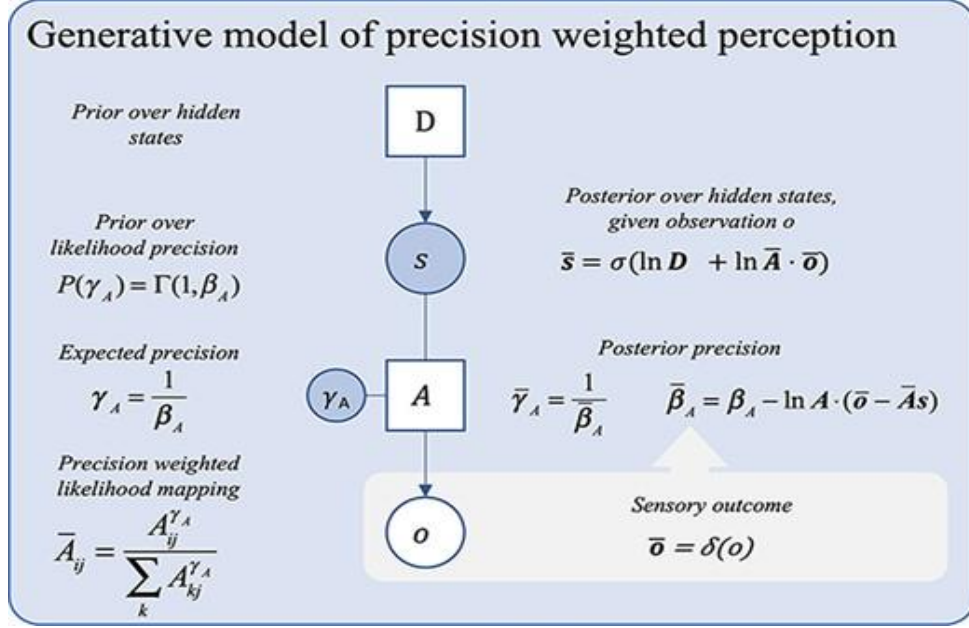 Generative model of precision weighted perception
Prior over hidden
states
D
Prior over
likelihood precision
P(γ_A) = Γ(1, β_A)
s
Posterior over hidden states,
given observation o
s̄ = σ(ln D + ln Ā · ō)
Expected precision
γ_A = 1/β_A
γ_A
A
Posterior precision
γ̄_A = 1/β̄_A
β̄_A = β_A − ln A · (ō − Ās)
Precision weighted
likelihood mapping
Ā_ij = A_ij^γ_A / ∑_k A_kj^γ_A
o
Sensory outcome
ō = δ(o)